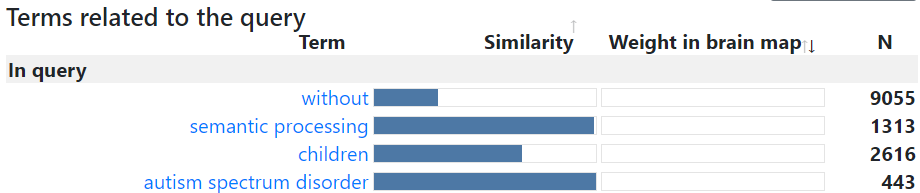 Terms related to the query
Term Similarity↑ Weight in brain map↑↓ N
In query
without 9055
semantic processing 1313
children 2616
autism spectrum disorder 443